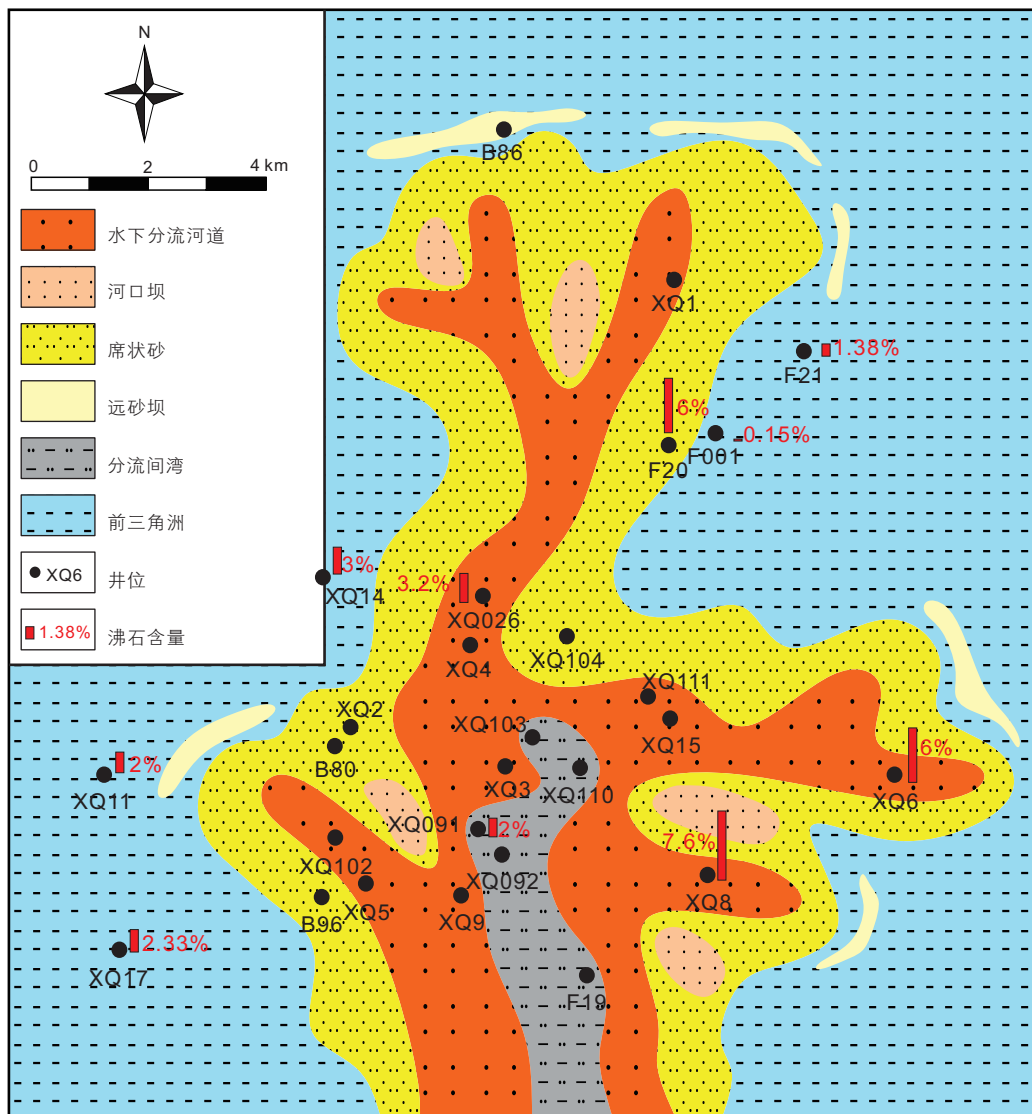 N
0 2 4 km
水下分流河道
河口坝
席状砂
远砂坝
分流间湾
前三角洲
XQ6 井位
1.38% 沸石含量
B86
XQ1
1.38%
F21
6%
0.15%
F001
F20
3%
XQ14
3.2%
XQ026
XQ104
XQ4
XQ111
XQ2
XQ103
XQ15
B80
6%
2%
XQ3
XQ110
XQ11
XQ6
XQ091
2%
7.6%
XQ102
XQ092
XQ5
XQ8
B96
XQ9
2.33%
XQ17
F19